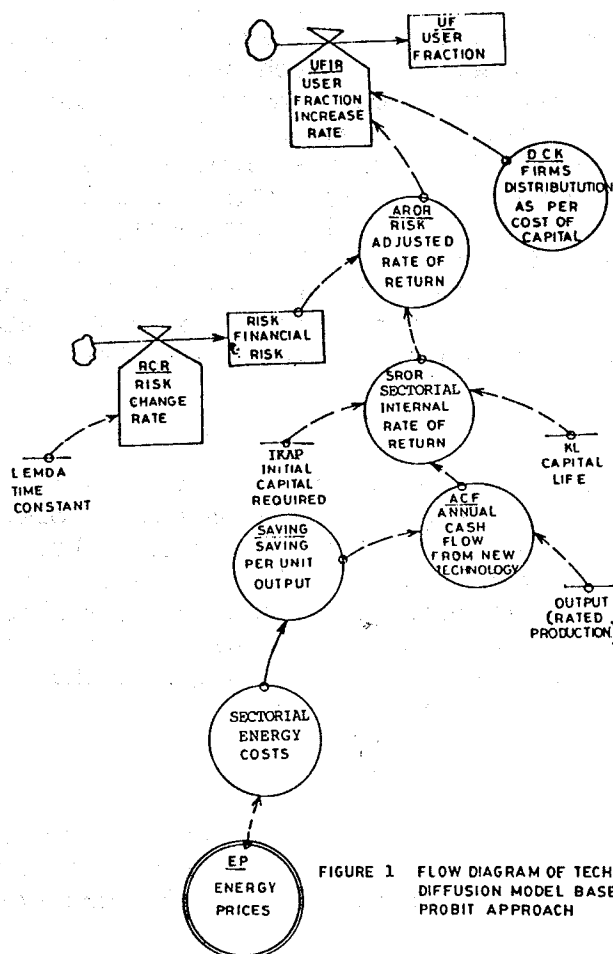 UF
USER
FRACTION
UFIR
USER
FRACTION
INCREASE
RATE
DCK
FIRMS
DISTRIBUTUTION
AS PER
COST OF
CAPITAL
AROR
RISK
ADJUSTED
RATE OF
RETURN
RISK
FINANCIAL
RISK
RCR
RISK
CHANGE
RATE
LEMDA
TIME
CONSTANT
SROR
SECTORIAL
INTERNAL
RATE OF
RETURN
IKAP
INITIAL
CAPITAL
REQUIRED
KL
CAPITAL
LIFE
ACF
ANNUAL
CASH
FLOW
FROM NEW
TECHNOLOGY
SAVING
SAVING
PER UNIT
OUTPUT
OUTPUT
(RATED
PRODUCTION)
SECTORIAL
ENERGY
COSTS
EP
ENERGY
PRICES
FIGURE 1 FLOW DIAGRAM OF TECH
DIFFUSION MODEL BASE
PROBIT APPROACH